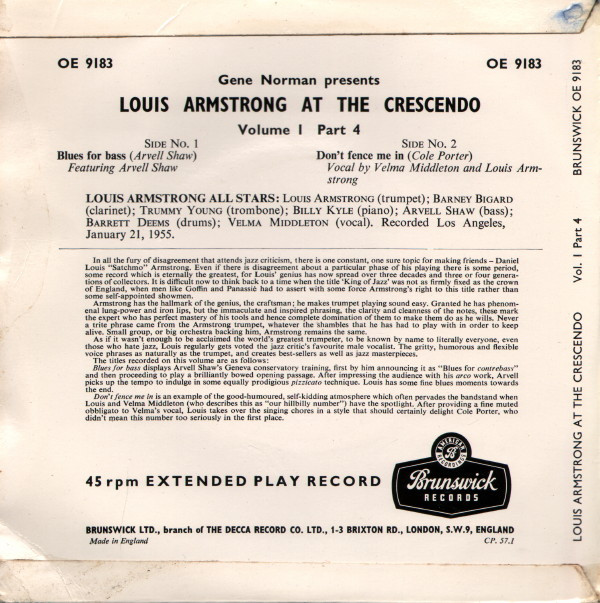 OE 9183
OE 9183
Gene Norman presents
LOUIS ARMSTRONG AT THE CRESCENDO
Volume I Part 4
SIDE No. 1
Blues for bass (Arvell Shaw)
Featuring Arvell Shaw
SIDE No. 2
Don't fence me in (Cole Porter)
Vocal by Velma Middleton and Louis Arm-
strong
LOUIS ARMSTRONG ALL STARS: LOUIS ARMSTRONG (trumpet); BARNEY BIGARD
(clarinet); TRUMMY YOUNG (trombone); BILLY KYLE (piano); ARVELL SHAW (bass);
BARRETT DEEMS (drums); VELMA MIDDLETON (vocal). Recorded Los Angeles,
January 21, 1955.
In all the fury of disagreement that attends jazz criticism, there is one constant, one sure topic for making friends – Daniel
Louis "Satchmo" Armstrong. Even if there is disagreement about a particular phase of his playing there is some period,
some record which is eternally the greatest, for Louis' genius has now spread over three decades and three or four genera-
tions of collectors. It is difficult now to think back to a time when the title 'King of Jazz' was not as firmly fixed as the crown
of England, when men like Goffin and Panassié had to assert with some force Armstrong's right to this title rather than
some self-appointed showmen.
Armstrong has the hallmark of the genius, the craftsman; he makes trumpet playing sound easy. Granted he has phenom-
enal lung-power and iron lips, but the immaculate and inspired phrasing, the clarity and cleanness of the notes, these mark
the expert who has perfect mastery of his tools and hence complete domination of them to make them do as he wills. Never
a trite phrase came from the Armstrong trumpet, whatever the shambles that he has had to play with in order to keep
alive. Small group, or big orchestra backing him, Armstrong remains the same.
As if it wasn't enough to be acclaimed the world's greatest trumpeter, to be known by name to literally everyone, even
those who hate jazz, Louis regularly gets voted the jazz critic's favourite male vocalist. The gritty, humorous and flexible
voice phrases as naturally as the trumpet, and creates best-sellers as well as jazz masterpieces.
The titles recorded on this volume are as follows:
Blues for bass displays Arvell Shaw's Geneva conservatory training, first by him announcing it as "Blues for contrebass"
and then proceeding to play a brilliantly bowed opening passage. After impressing the audience with his arco work, Arvell
picks up the tempo to indulge in some equally prodigious pizzicato technique. Louis has some fine blues moments towards
the end.
Don't fence me in is an example of the good-humoured, self-kidding atmosphere which often pervades the bandstand when
Louis and Velma Middleton (who describes this as "our hillbilly number") have the spotlight. After providing a fine muted
obbligato to Velma's vocal, Louis takes over the singing chores in a style that should certainly delight Cole Porter, who
didn't mean this number too seriously in the first place.
45 rpm EXTENDED PLAY RECORD
AMERICAN
B
RECORDINGS
Brunswick
RECORDS
BRUNSWICK LTD., branch of THE DECCA RECORD CO. LTD., 1-3 BRIXTON RD., LONDON, S.W.9, ENGLAND
Made in England
CP. 57.1
LOUIS ARMSTRONG AT THE CRESCENDO Vol. 1 Part 4 BRUNSWICK OE 9183